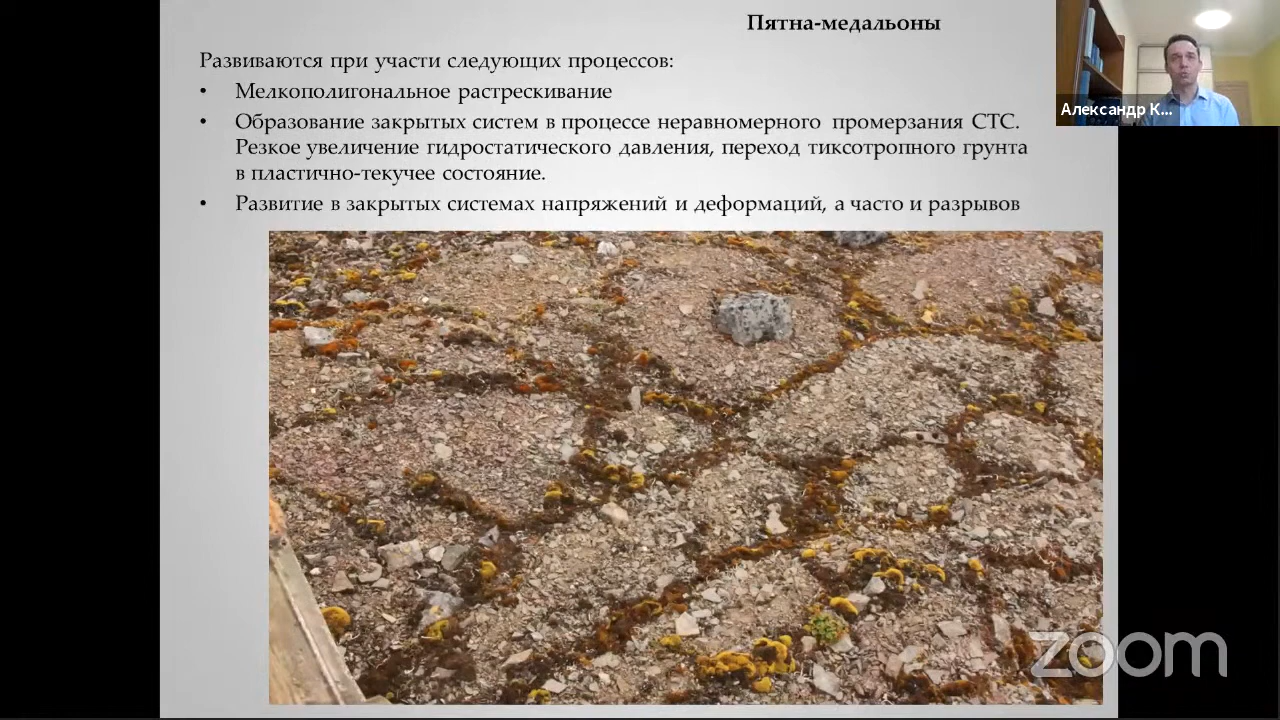 Пятна-медальоны
Развиваются при участи следующих процессов:
• Мелкополигональное растрескивание
• Образование закрытых систем в процессе неравномерного промерзания СТС.
Резкое увеличение гидростатического давления, переход тиксотропного грунта
в пластично-текучее состояние.
• Развитие в закрытых системах напряжений и деформаций, а часто и разрывов
Александр К...
zoom